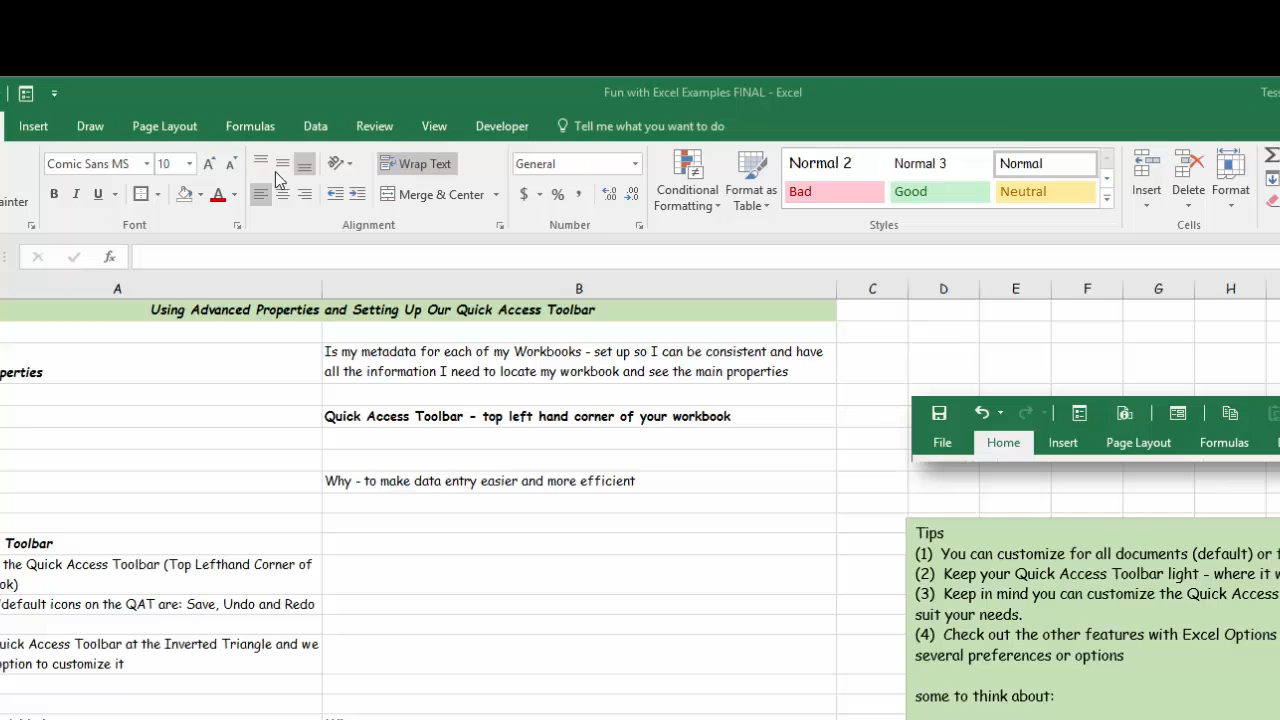 Fun with Excel Examples FINAL - Excel
Insert Draw Page Layout Formulas Data Review View Developer Tell me what you want to do
Comic Sans MS 10 Wrap Text General Normal 2 Normal 3 Normal
B I U A Merge & Center $ % , Bad Good Neutral
Conditional Formatting Format as Table Insert Delete Format
Font Alignment Number Styles Cells
fx
A B C D E F G H
Using Advanced Properties and Setting Up Our Quick Access Toolbar
Is my metadata for each of my Workbooks - set up so I can be consistent and have
all the information I need to locate my workbook and see the main properties
Quick Access Toolbar - top left hand corner of your workbook
File Home Insert Page Layout Formulas
Why - to make data entry easier and more efficient
Toolbar
the Quick Access Toolbar (Top Lefthand Corner of
default icons on the QAT are: Save, Undo and Redo
uick Access Toolbar at the Inverted Triangle and we
option to customize it
Tips
(1) You can customize for all documents (default) or
(2) Keep your Quick Access Toolbar light - where it
(3) Keep in mind you can customize the Quick Access
suit your needs.
(4) Check out the other features with Excel Options
several preferences or options
some to think about: